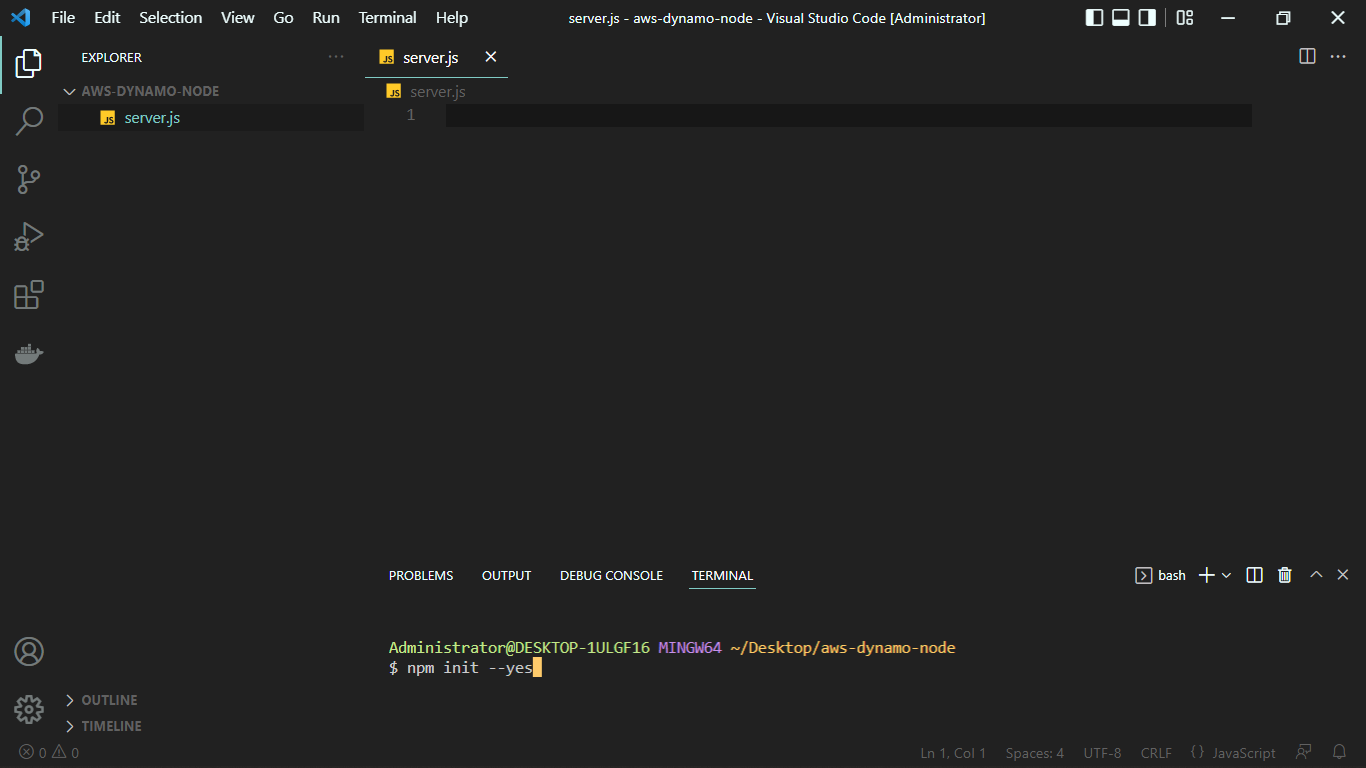 File Edit Selection View Go Run Terminal Help server.js - aws-dynamo-node - Visual Studio Code [Administrator]
EXPLORER
AWS-DYNAMO-NODE
JS server.js
JS server.js
JS server.js
1
PROBLEMS OUTPUT DEBUG CONSOLE TERMINAL bash
Administrator@DESKTOP-1ULGF16 MINGW64 ~/Desktop/aws-dynamo-node
$ npm init --yes
OUTLINE
TIMELINE
0 0 Ln 1, Col 1 Spaces: 4 UTF-8 CRLF {} JavaScript